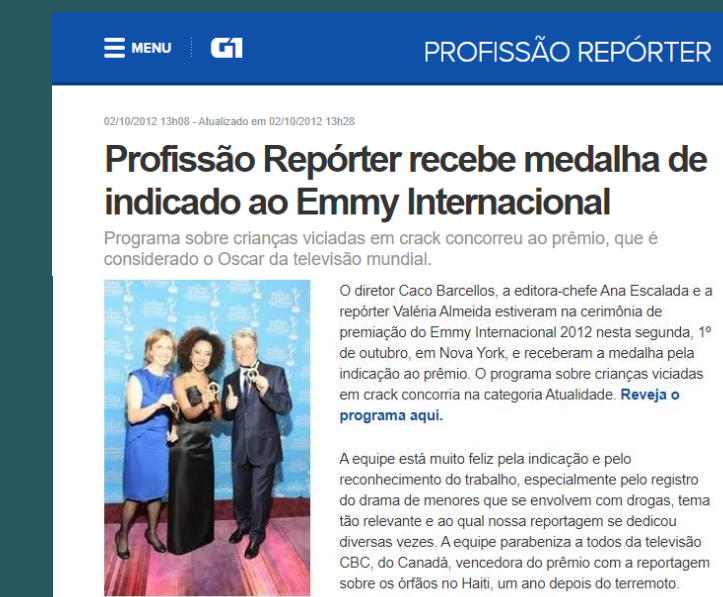 MENU
G1
PROFISSÃO REPÓRTER
02/10/2012 13h08 - Atualizado em 02/10/2012 13h28
Profissão Repórter recebe medalha de
indicado ao Emmy Internacional
Programa sobre crianças viciadas em crack concorreu ao prêmio, que é
considerado o Oscar da televisão mundial.
O diretor Caco Barcellos, a editora-chefe Ana Escalada e a
repórter Valéria Almeida estiveram na cerimônia de
premiação do Emmy Internacional 2012 nesta segunda, 1º
de outubro, em Nova York, e receberam a medalha pela
indicação ao prêmio. O programa sobre crianças viciadas
em crack concorria na categoria Atualidade. Reveja o
programa aqui.
A equipe está muito feliz pela indicação e pelo
reconhecimento do trabalho, especialmente pelo registro
do drama de menores que se envolvem com drogas, tema
tão relevante e ao qual nossa reportagem se dedicou
diversas vezes. A equipe parabeniza a todos da televisão
CBC, do Canadá, vencedora do prêmio com a reportagem
sobre os órfãos no Haiti, um ano depois do terremoto.